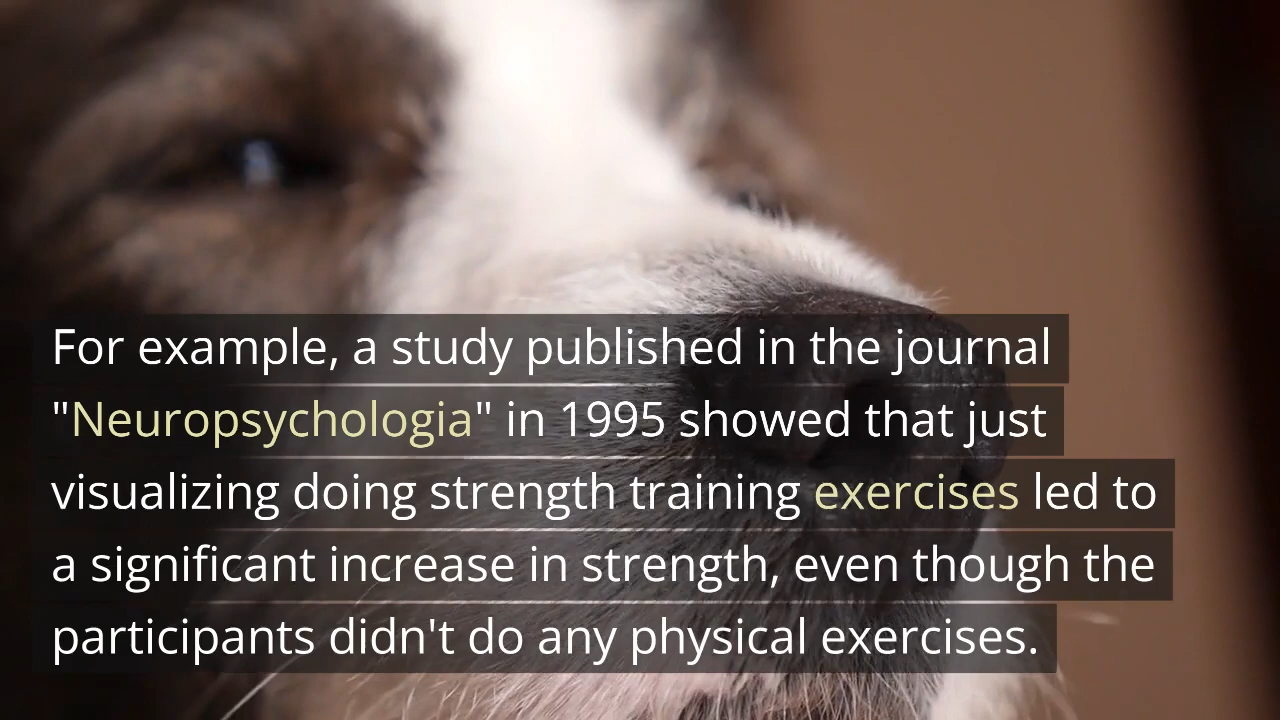 For example, a study published in the journal
"Neuropsychologia" in 1995 showed that just
visualizing doing strength training exercises led to
a significant increase in strength, even though the
participants didn't do any physical exercises.